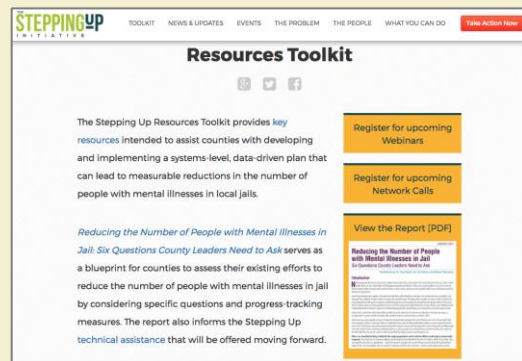 THE
STEPPING UP
INITIATIVE
TOOLKIT NEWS & UPDATES EVENTS THE PROBLEM THE PEOPLE WHAT YOU CAN DO Take Action Now
Resources Toolkit
The Stepping Up Resources Toolkit provides key
resources intended to assist counties with developing
and implementing a systems-level, data-driven plan that
can lead to measurable reductions in the number of
people with mental illnesses in local jails.
Reducing the Number of People with Mental Illnesses in
Jail: Six Questions County Leaders Need to Ask serves as
a blueprint for counties to assess their existing efforts to
reduce the number of people with mental illnesses in jail
by considering specific questions and progress-tracking
measures. The report also informs the Stepping Up
technical assistance that will be offered moving forward.
Register for upcoming
Webinars
Register for upcoming
Network Calls
View the Report [PDF]
Reducing the Number of People
with Mental Illnesses in Jail
Six Questions County Leaders Need to Ask
Introduction